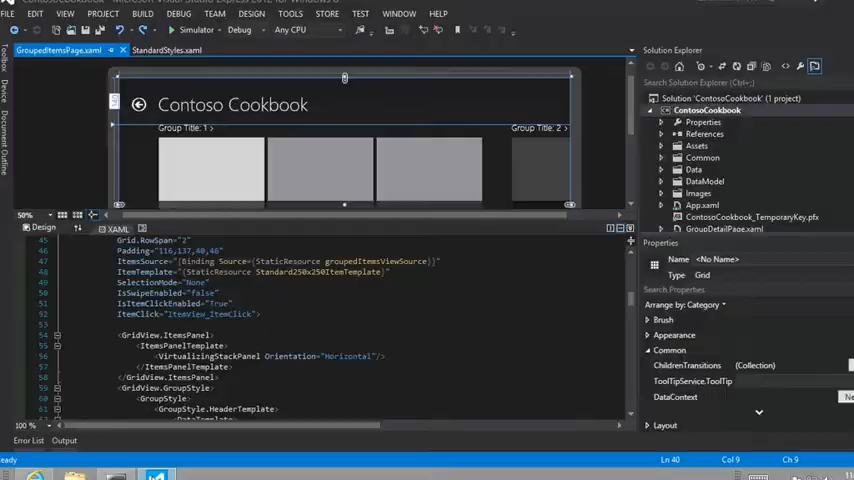 ContosoCookbook - Microsoft Visual Studio Express 2012 for Windows 8
FILE EDIT VIEW PROJECT BUILD DEBUG TEAM DESIGN TOOLS STORE TEST WINDOW HELP
Simulator Debug Any CPU
GroupedItemsPage.xaml StandardStyles.xaml
Toolbox
Device
Document Outline
Contoso Cookbook
Group Title: 1 >
Group Title: 2 >
50%
Design XAML
45 Grid.RowSpan="2"
46 Padding="116,137,40,46"
47 ItemsSource="{Binding Source={StaticResource groupedItemsViewSource}}"
48 ItemTemplate="{StaticResource Standard250x250ItemTemplate}"
49 SelectionMode="None"
50 IsSwipeEnabled="false"
51 IsItemClickEnabled="True"
52 ItemClick="ItemView_ItemClick">
53
54 <GridView.ItemsPanel>
55 <ItemsPanelTemplate>
56 <VirtualizingStackPanel Orientation="Horizontal"/>
57 </ItemsPanelTemplate>
58 </GridView.ItemsPanel>
59 <GridView.GroupStyle>
60 <GroupStyle>
61 <GroupStyle.HeaderTemplate>
<DataTemplate>
100 %
Error List Output
Solution Explorer
Search Solution Explorer
Solution 'ContosoCookbook' (1 project)
ContosoCookbook
Properties
References
Assets
Common
Data
DataModel
Images
App.xaml
ContosoCookbook_TemporaryKey.pfx
GroupDetailPage.xaml
Properties
Name <No Name>
Type Grid
Search Properties
Arrange by: Category
Brush
Appearance
Common
ChildrenTransitions (Collection)
ToolTipService.ToolTip
DataContext Ne
Layout
eady Ln 40 Col 9 Ch 9
11